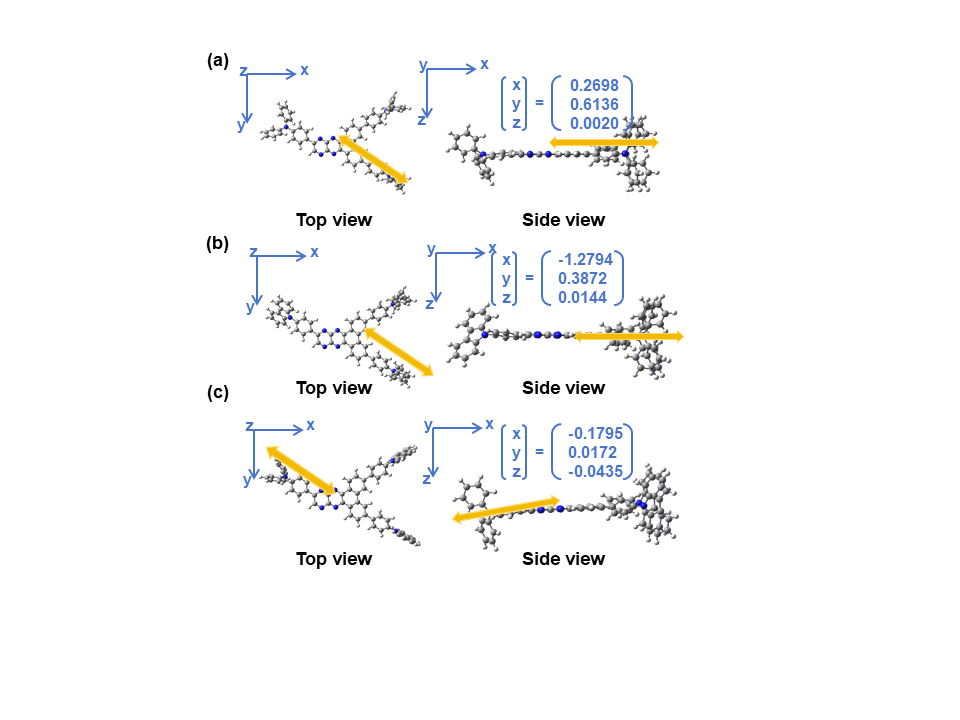 (a)
z x
y
y x
z
x 0.2698
y = 0.6136
z 0.0020
Top view Side view
(b)
z x
y
y x
z
x -1.2794
y = 0.3872
z 0.0144
Top view Side view
(c)
z x
y
y x
z
x -0.1795
y = 0.0172
z -0.0435
Top view Side view